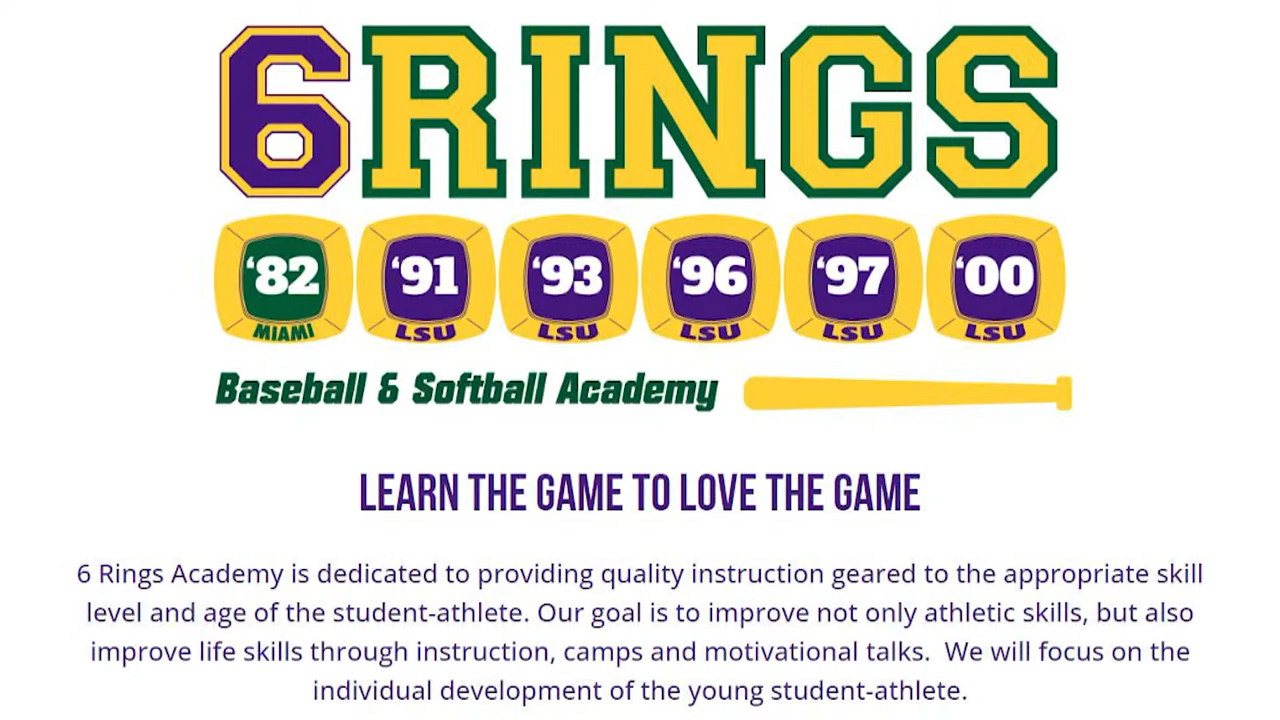 6RINGS
‘82 ‘91 ‘93 ‘96 ‘97 ‘00
MIAMI LSU LSU LSU LSU LSU
Baseball & Softball Academy
LEARN THE GAME TO LOVE THE GAME
6 Rings Academy is dedicated to providing quality instruction geared to the appropriate skill
level and age of the student-athlete. Our goal is to improve not only athletic skills, but also
improve life skills through instruction, camps and motivational talks.  We will focus on the
individual development of the young student-athlete.